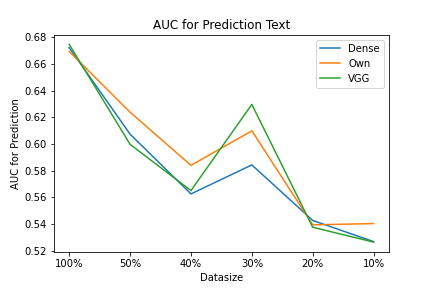 AUC for Prediction Text
Dense
Own
VGG
AUC for Prediction
0.68
0.66
0.64
0.62
0.60
0.58
0.56
0.54
0.52
100% 50% 40% 30% 20% 10%
Datasize